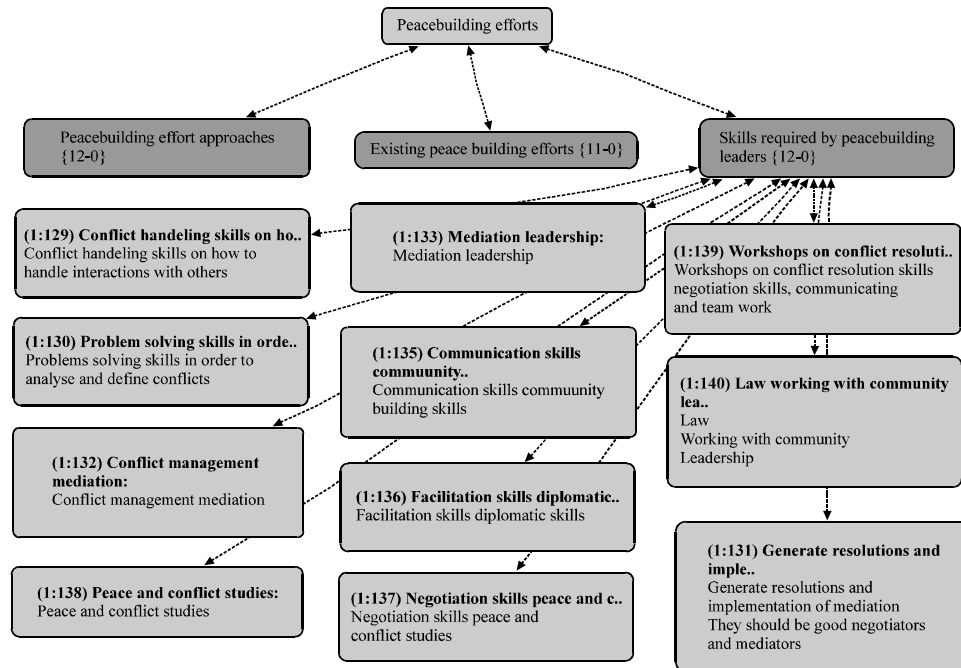 Peacebuilding efforts
Peacebuilding effort approaches
{12-0}
Existing peace building efforts {11-0}
Skills required by peacebuilding
leaders {12-0}
(1:129) Conflict handeling skills on ho..
Conflict handeling skills on how to
handle interactions with others
(1:133) Mediation leadership:
Mediation leadership
(1:139) Workshops on conflict resoluti..
Workshops on conflict resolution skills
negotiation skills, communicating
and team work
(1:130) Problem solving skills in orde..
Problems solving skills in order to
analyse and define conflicts
(1:135) Communication skills
commuunity..
Communication skills compuunity
building skills
(1:140) Law working with community
lea..
Law
Working with community
Leadership
(1:132) Conflict management
mediation:
Conflict management mediation
(1:136) Facilitation skills diplomatic..
Facilitation skills diplomatic skills
(1:131) Generate resolutions and
imple..
Generate resolutions and
implementation of mediation
They should be good negotiators
and mediators
(1:138) Peace and conflict studies:
Peace and conflict studies
(1:137) Negotiation skills peace and c..
Negotiation skills peace and
conflict studies